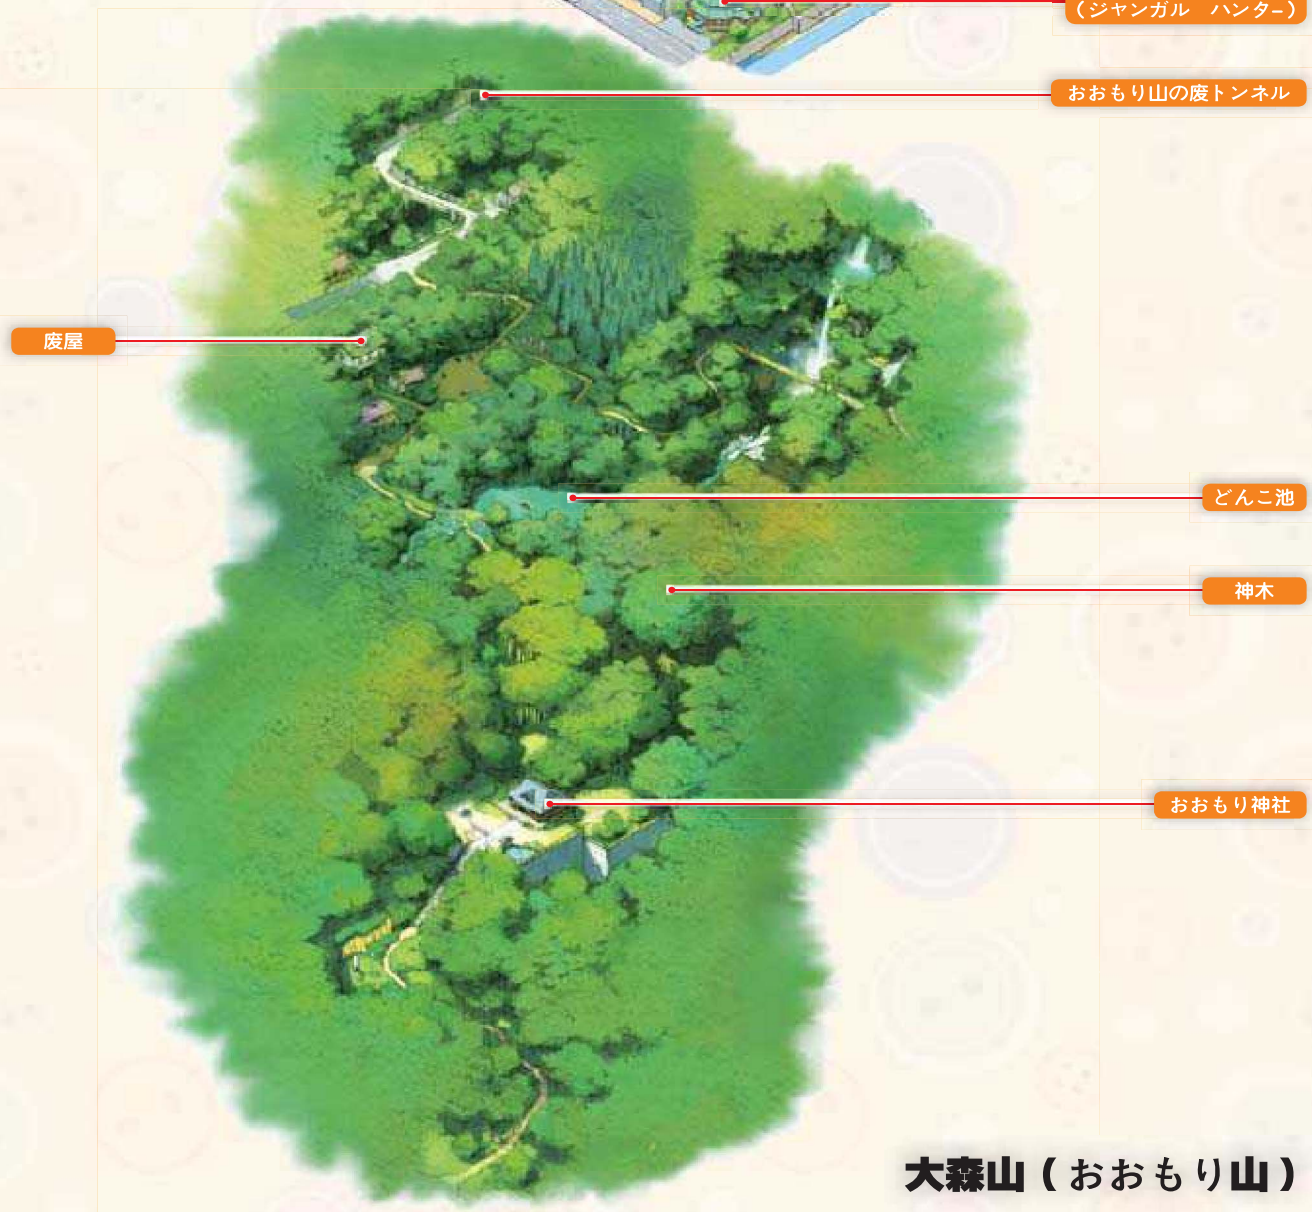 （ジャンガル　ハンター）
おおもり山の廃トンネル
廃屋
どんこ池
神木
おおもり神社
大森山（おおもり山）